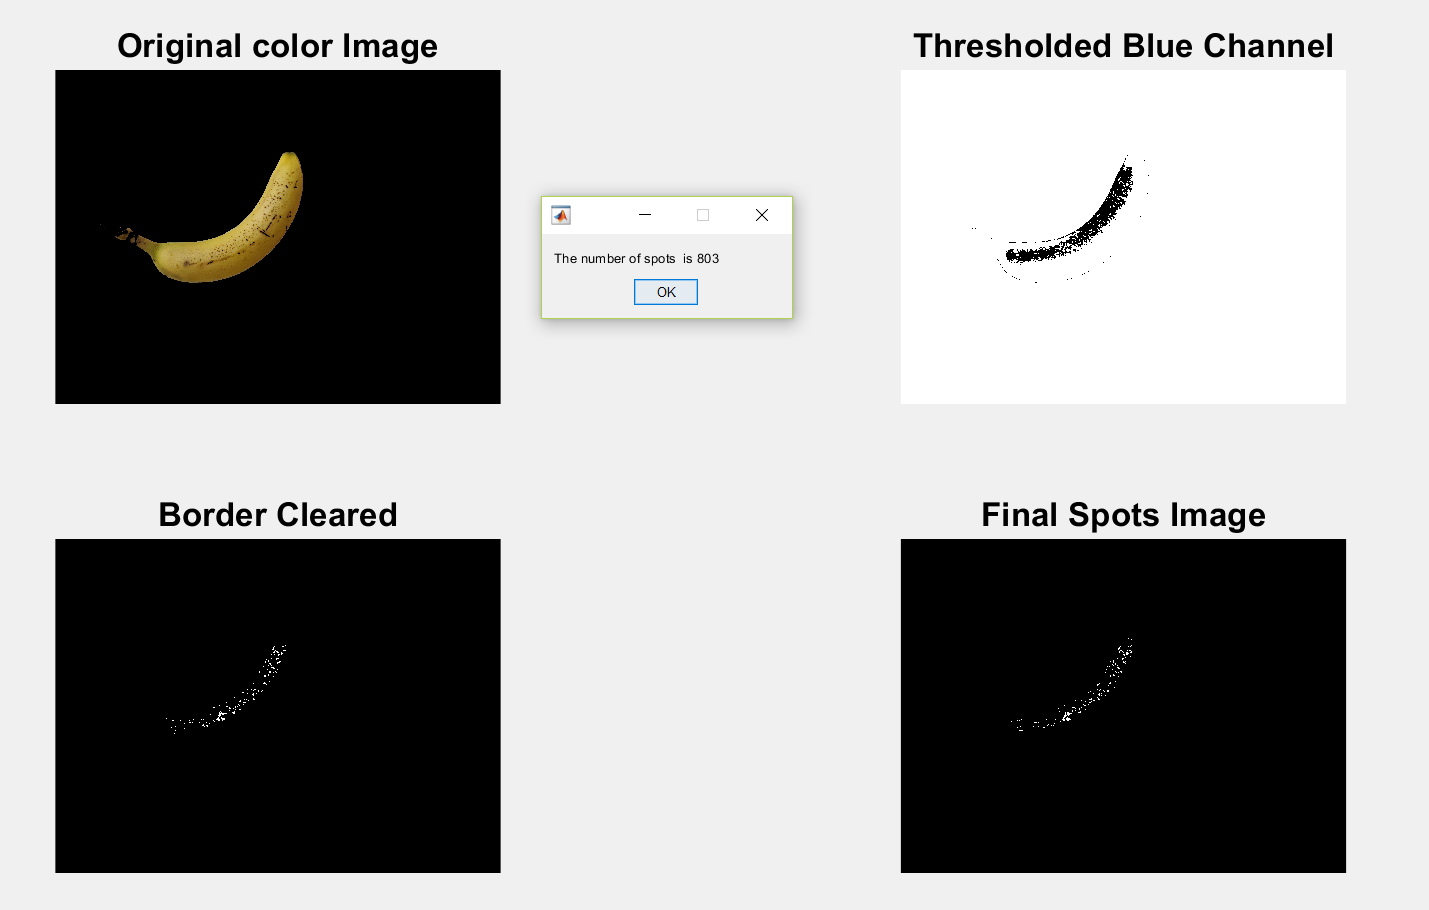 Original color Image
Thresholded Blue Channel
The number of spots  is 803
OK
Border Cleared
Final Spots Image